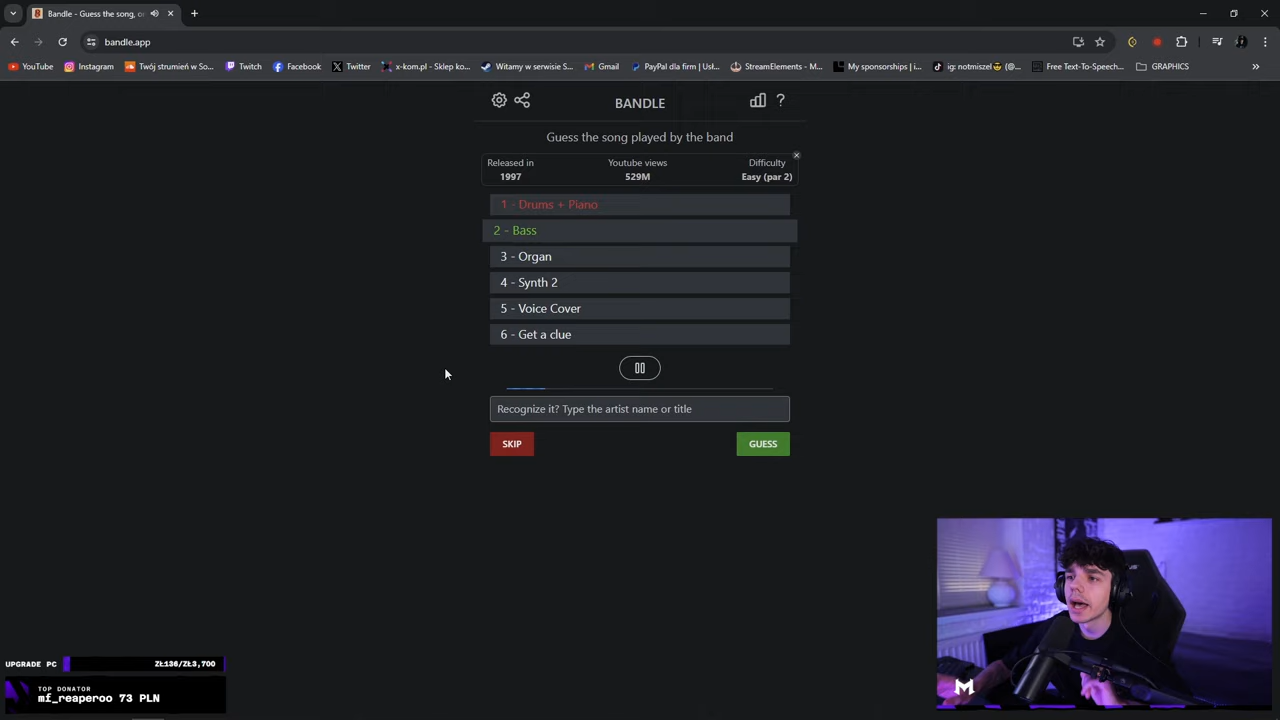 Bandle - Guess the song, o
bandle.app
YouTube
Instagram
Twój strumień w So...
Twitch
Facebook
Twitter
x-kom.pl - Sklep ko...
Witamy w serwisie S...
Gmail
PayPal dla firm | Usł...
StreamElements - M...
My sponsorships | i...
ig: notmiszel😎 (@...
Free Text-To-Speech...
GRAPHICS
BANDLE
?
Guess the song played by the band
Released in Youtube views Difficulty
1997 529M Easy (par 2)
1 - Drums + Piano
2 - Bass
3 - Organ
4 - Synth 2
5 - Voice Cover
6 - Get a clue
Recognize it? Type the artist name or title
SKIP GUESS
UPGRADE PC ZŁ136/ZŁ3,700
TOP DONATOR
mf_reaperoo 73 PLN
M